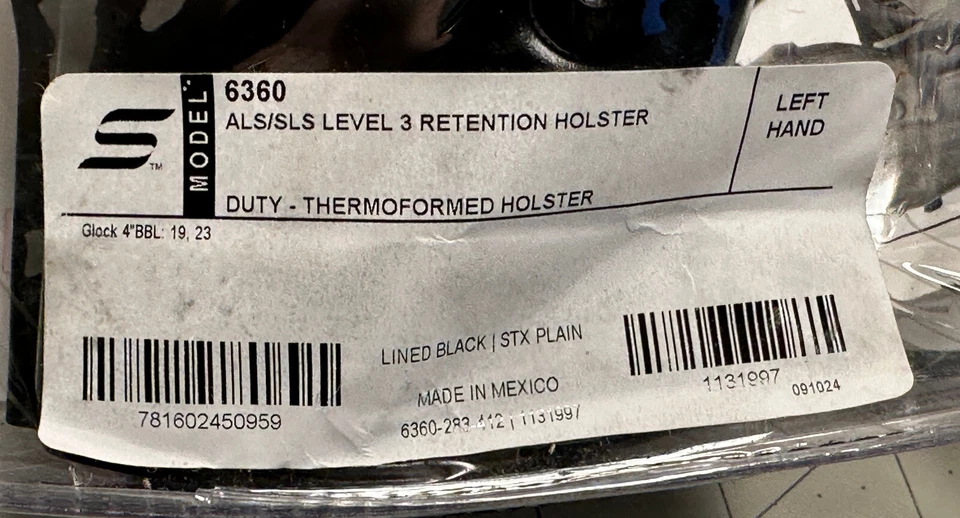 MODEL
6360
ALS/SLS LEVEL 3 RETENTION HOLSTER
LEFT
HAND
DUTY - THERMOFORMED HOLSTER
Glock 4"BBL: 19, 23
LINED BLACK | STX PLAIN
MADE IN MEXICO
6360-283-412 | 1131997
781602450959
1131997
091024
TM